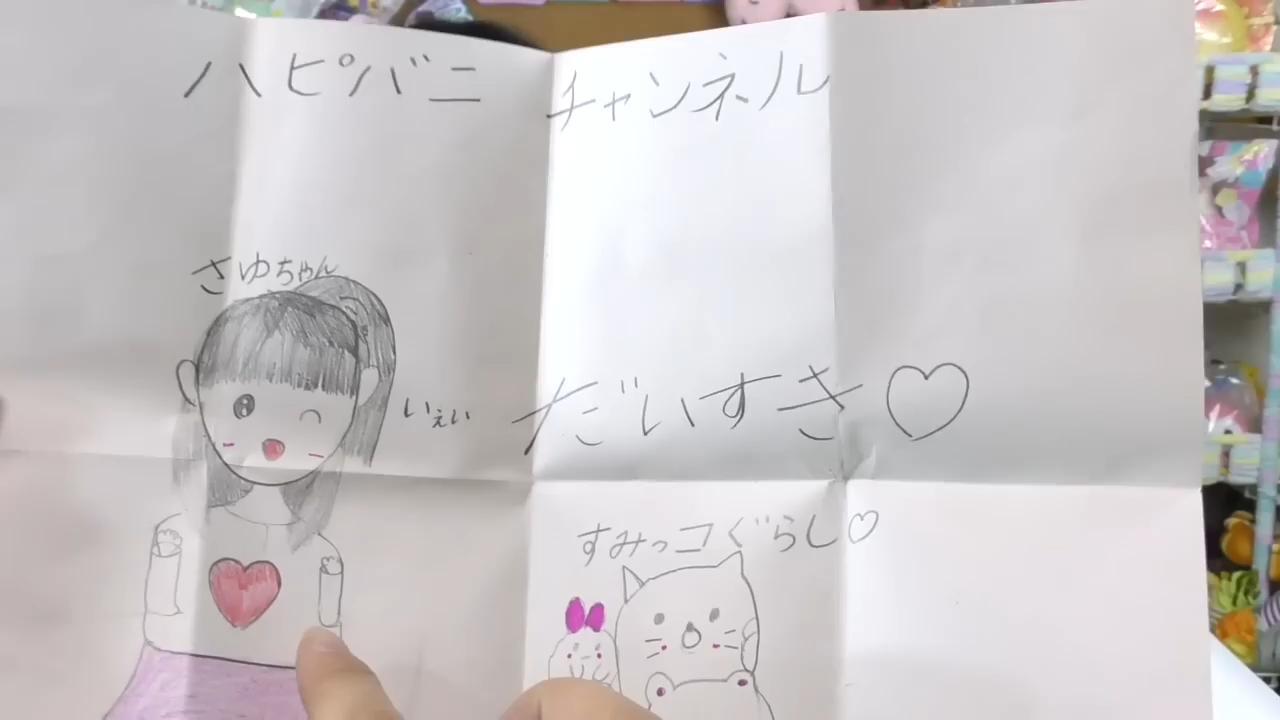 ハピバニ チャンネル
さゆちゃん
いぇい
だいすき♡
すみっコぐらし♡